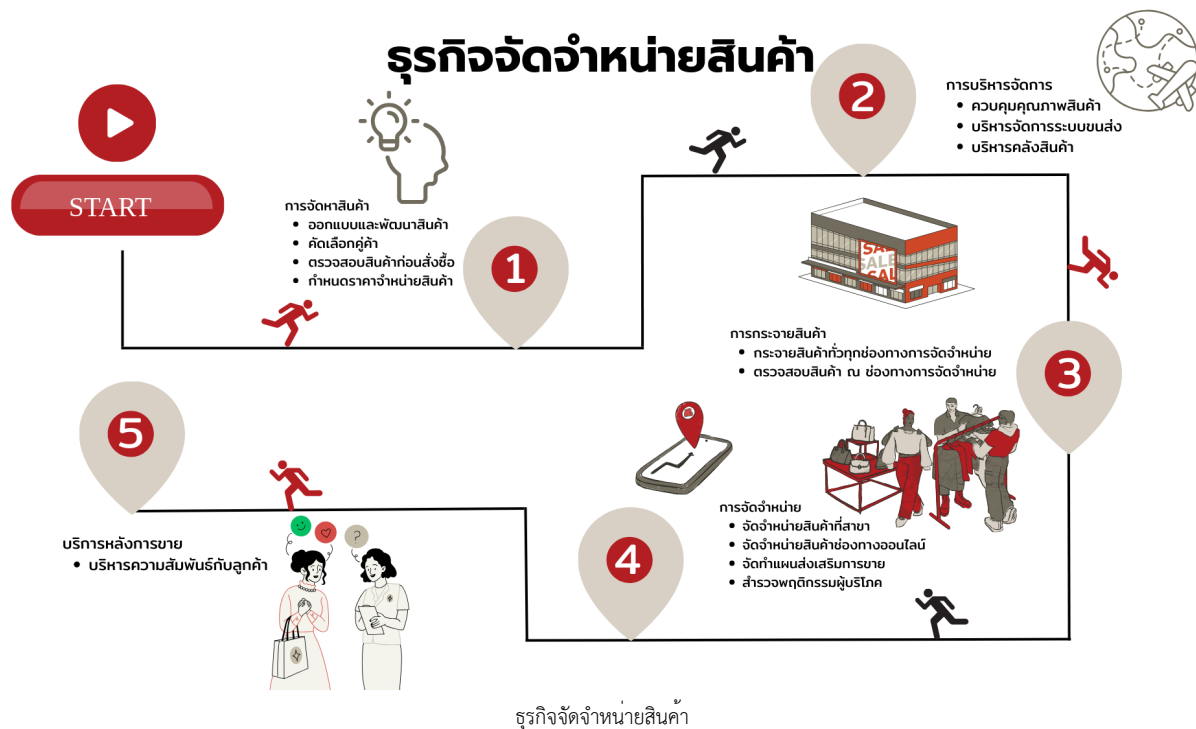 ธุรกิจจัดจำหน่ายสินค้า
START
1
การจัดหาสินค้า
• ออกแบบและพัฒนาสินค้า
• คัดเลือกคู่ค้า
• ตรวจสอบสินค้าก่อนสั่งซื้อ
• กำหนดราคาจำหน่ายสินค้า
2
การบริหารจัดการ
• ควบคุมคุณภาพสินค้า
• บริหารจัดการระบบขนส่ง
• บริหารคลังสินค้า
SALE
SALE
SAL
3
การกระจายสินค้า
• กระจายสินค้าทั่วทุกช่องทางการจัดจำหน่าย
• ตรวจสอบสินค้า ณ ช่องทางการจัดจำหน่าย
4
การจัดจำหน่าย
• จัดจำหน่ายสินค้าที่สาขา
• จัดจำหน่ายสินค้าช่องทางออนไลน์
• จัดทำแผนส่งเสริมการขาย
• สำรวจพฤติกรรมผู้บริโภค
5
บริการหลังการขาย
• บริหารความสัมพันธ์กับลูกค้า
?
ธุรกิจจัดจำหน่ายสินค้า